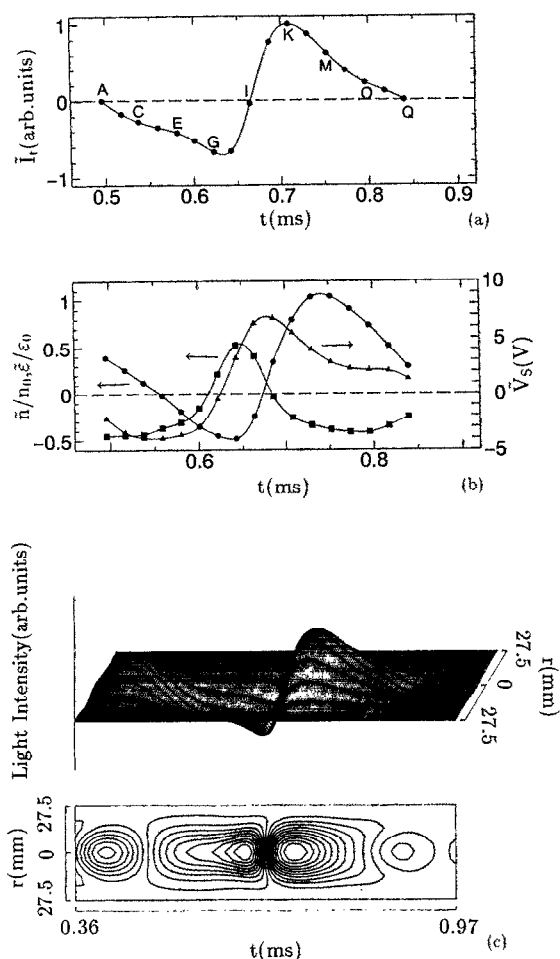 Ĩₜ(arb.units)
1
0
-1
A
C
E
G
I
K
M
O
Q
0.5
0.6
0.7
0.8
0.9
t(ms)
(a)
ñ/n₀,ε̃/ε₀
1
0.5
0
-0.5
10
5
0
-5
Ṽs(V)
0.6
0.8
t(ms)
(b)
Light Intensity(arb.units)
27.5
0
27.5
r(mm)
r(mm)
27.5
0
27.5
0.36
0.97
t(ms)
(c)